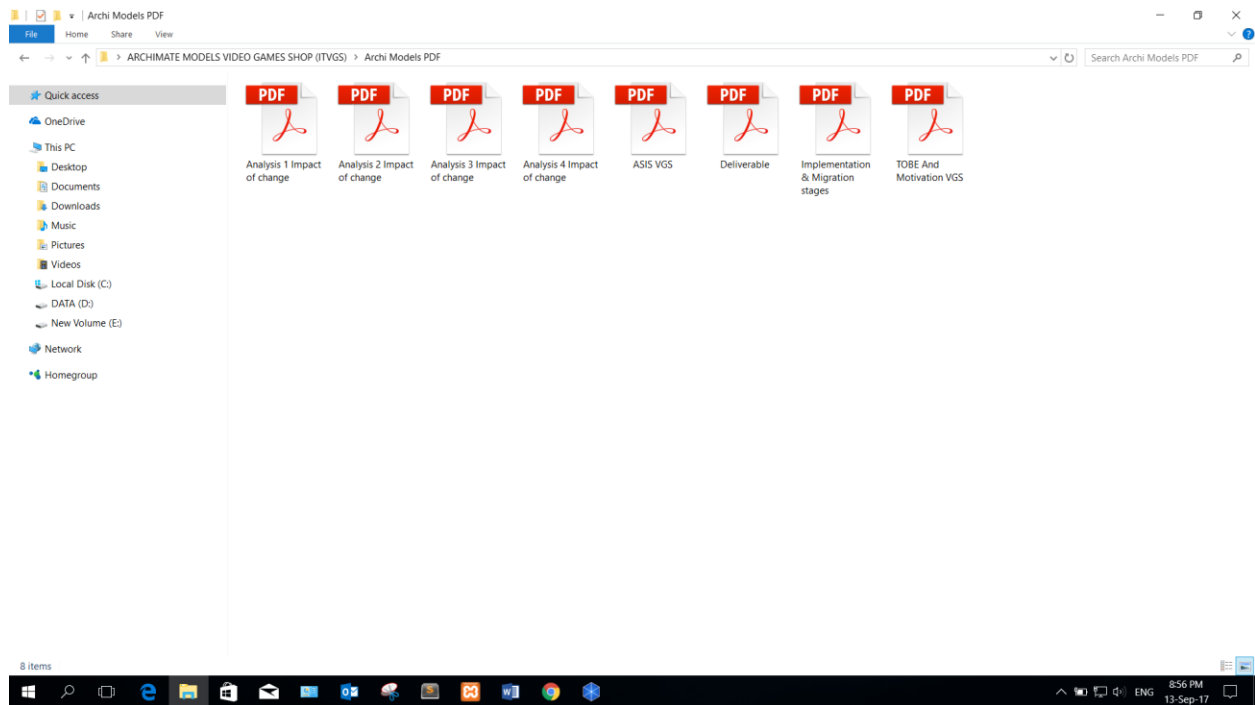 Archi Models PDF
File Home Share View
ARCHIMATE MODELS VIDEO GAMES SHOP (ITVGS) > Archi Models PDF
Search Archi Models PDF
Quick access
OneDrive
This PC
Desktop
Documents
Downloads
Music
Pictures
Videos
Local Disk (C:)
DATA (D:)
New Volume (E:)
Network
Homegroup
PDF PDF PDF PDF PDF PDF PDF PDF
Analysis 1 Impact
of change
Analysis 2 Impact
of change
Analysis 3 Impact
of change
Analysis 4 Impact
of change
ASIS VGS
Deliverable
Implementation
& Migration
stages
TOBE And
Motivation VGS
8 items
ENG
8:56 PM
13-Sep-17